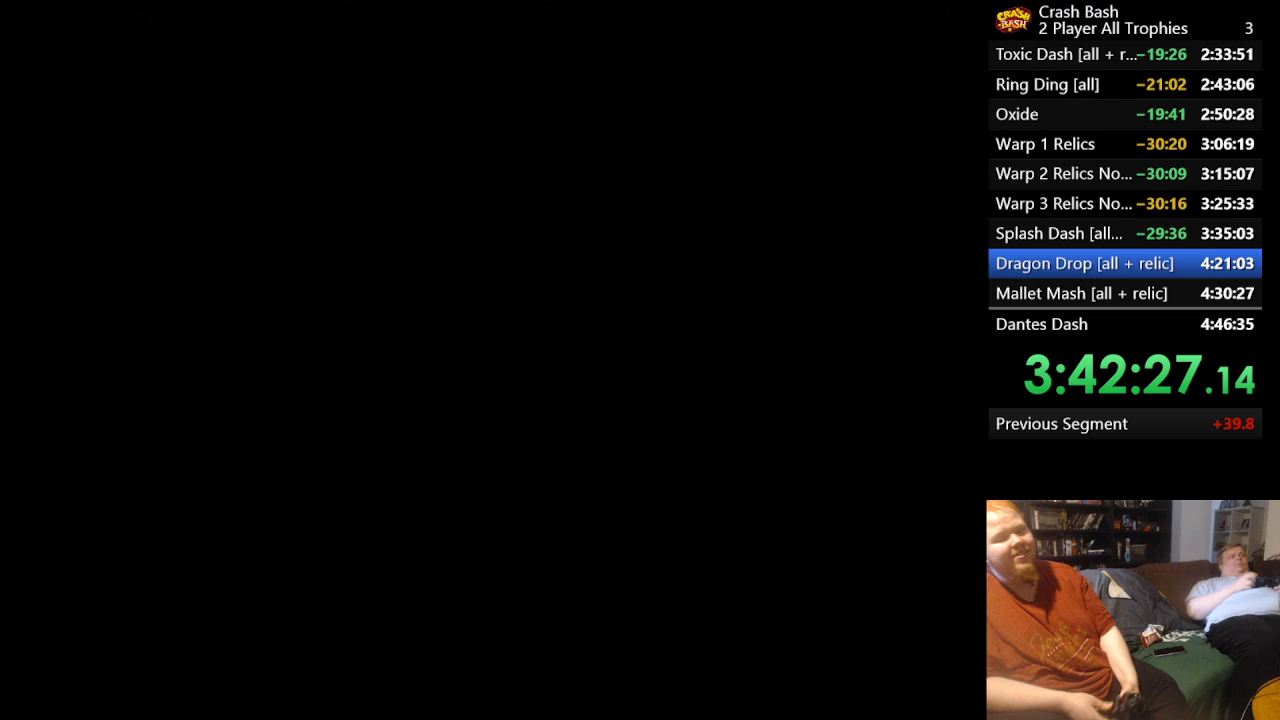 Crash Bash
2 Player All Trophies 3
Toxic Dash [all + r... -19:26 2:33:51
Ring Ding [all] -21:02 2:43:06
Oxide -19:41 2:50:28
Warp 1 Relics -30:20 3:06:19
Warp 2 Relics No... -30:09 3:15:07
Warp 3 Relics No... -30:16 3:25:33
Splash Dash [all... -29:36 3:35:03
Dragon Drop [all + relic] 4:21:03
Mallet Mash [all + relic] 4:30:27
Dantes Dash 4:46:35
3:42:27.14
Previous Segment +39.8
CRASH BASH